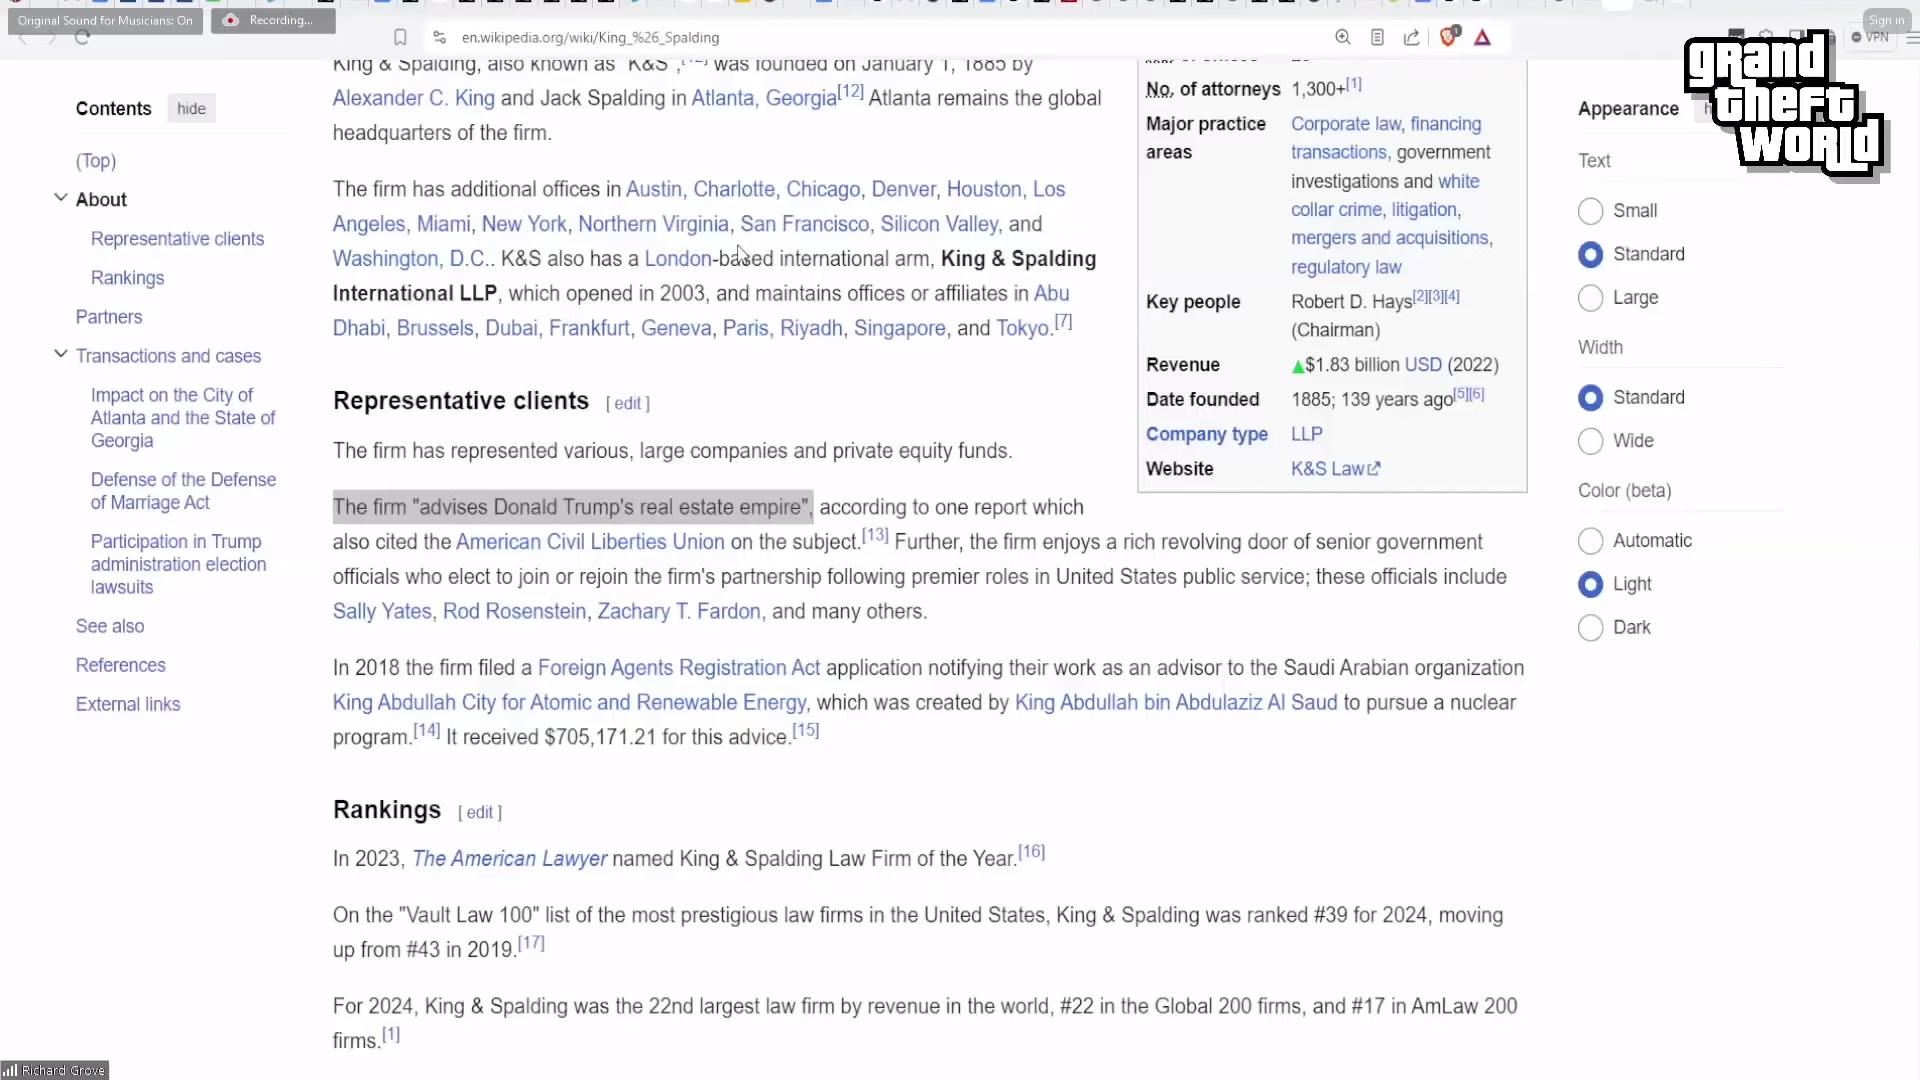 Original Sound for Musicians: On
Recording...
Sign in
en.wikipedia.org/wiki/King_%26_Spalding
1
VPN
grand
theft
world
Contents hide
(Top)
About
Representative clients
Rankings
Partners
Transactions and cases
Impact on the City of
Atlanta and the State of
Georgia
Defense of the Defense
of Marriage Act
Participation in Trump
administration election
lawsuits
See also
References
External links
King & Spalding, also known as "K&S",[12] was founded on January 1, 1885 by
Alexander C. King and Jack Spalding in Atlanta, Georgia[12] Atlanta remains the global
headquarters of the firm.
The firm has additional offices in Austin, Charlotte, Chicago, Denver, Houston, Los
Angeles, Miami, New York, Northern Virginia, San Francisco, Silicon Valley, and
Washington, D.C.. K&S also has a London-based international arm, King & Spalding
International LLP, which opened in 2003, and maintains offices or affiliates in Abu
Dhabi, Brussels, Dubai, Frankfurt, Geneva, Paris, Riyadh, Singapore, and Tokyo.[7]
Representative clients [ edit ]
The firm has represented various, large companies and private equity funds.
The firm "advises Donald Trump's real estate empire", according to one report which
also cited the American Civil Liberties Union on the subject.[13] Further, the firm enjoys a rich revolving door of senior government
officials who elect to join or rejoin the firm's partnership following premier roles in United States public service; these officials include
Sally Yates, Rod Rosenstein, Zachary T. Fardon, and many others.
In 2018 the firm filed a Foreign Agents Registration Act application notifying their work as an advisor to the Saudi Arabian organization
King Abdullah City for Atomic and Renewable Energy, which was created by King Abdullah bin Abdulaziz Al Saud to pursue a nuclear
program.[14] It received $705,171.21 for this advice.[15]
Rankings [ edit ]
In 2023, The American Lawyer named King & Spalding Law Firm of the Year.[16]
On the "Vault Law 100" list of the most prestigious law firms in the United States, King & Spalding was ranked #39 for 2024, moving
up from #43 in 2019.[17]
For 2024, King & Spalding was the 22nd largest law firm by revenue in the world, #22 in the Global 200 firms, and #17 in AmLaw 200
firms.[1]
No. of attorneys 1,300+[1]
Major practice areas Corporate law, financing
transactions, government
investigations and white
collar crime, litigation,
mergers and acquisitions,
regulatory law
Key people Robert D. Hays[2][3][4]
(Chairman)
Revenue $1.83 billion USD (2022)
Date founded 1885; 139 years ago[5][6]
Company type LLP
Website K&S Law
Appearance
Text
Small
Standard
Large
Width
Standard
Wide
Color (beta)
Automatic
Light
Dark
Richard Grove